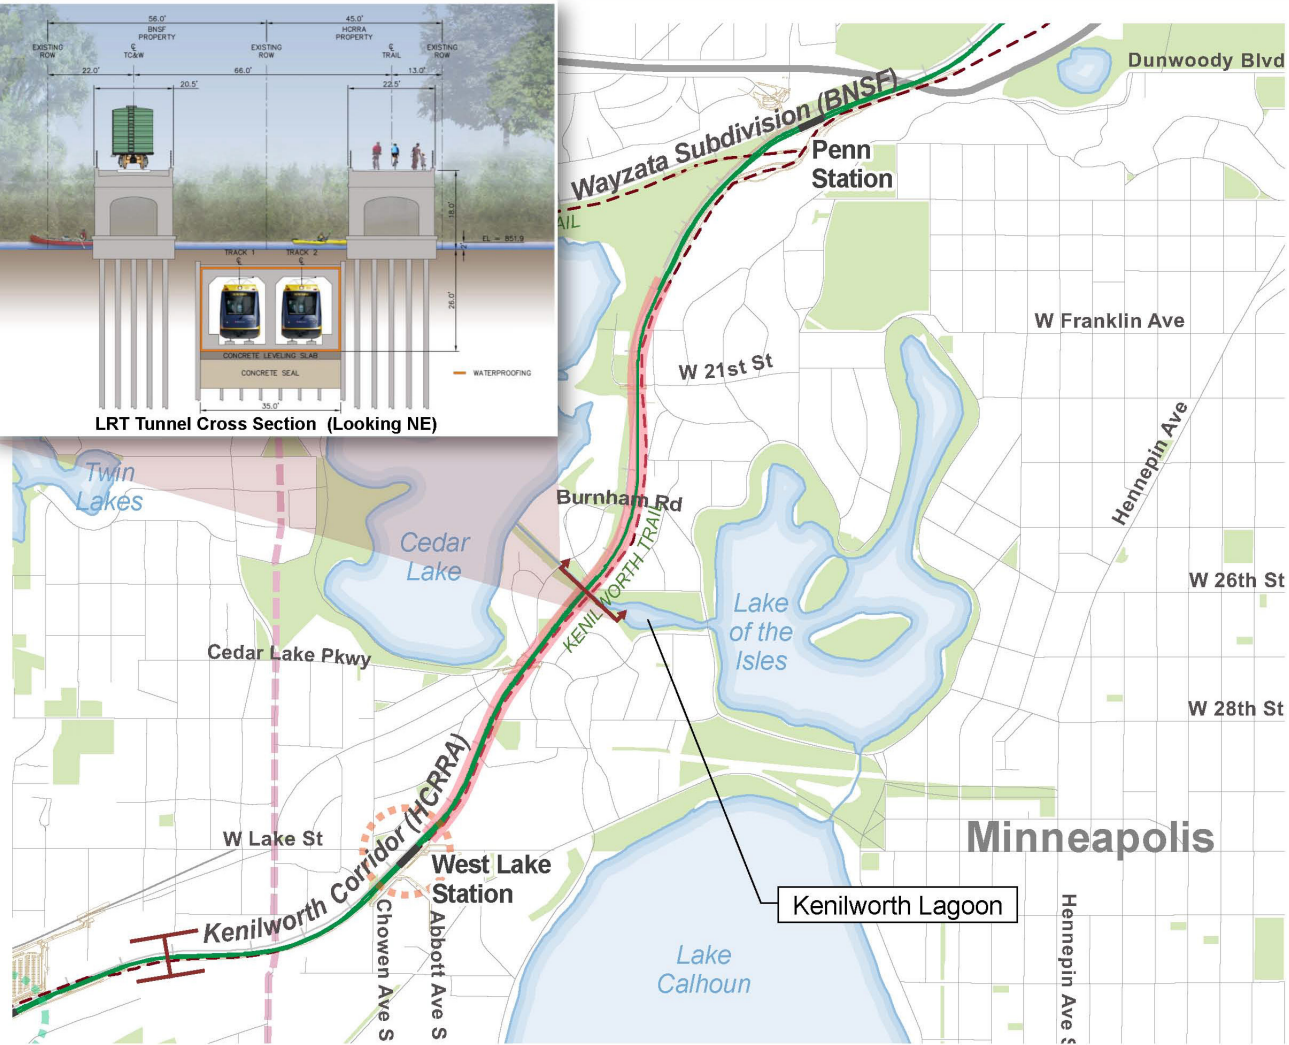 56.0'
BNSF
PROPERTY
45.0'
HCRRA
PROPERTY
EXISTING
ROW
℄
TC&W
EXISTING
ROW
℄
TRAIL
EXISTING
ROW
22.0'
66.0'
13.0'
20.5'
22.5'
18.0'
EL = 851.9
2'
TRACK 1
℄
TRACK 2
℄
26.0'
CONCRETE LEVELING SLAB
CONCRETE SEAL
WATERPROOFING
35.0'
LRT Tunnel Cross Section (Looking NE)
Dunwoody Blvd
Wayzata Subdivision (BNSF)
Penn
Station
AIL
W Franklin Ave
W 21st St
Hennepin Ave
Twin
Lakes
Burnham Rd
Cedar
Lake
KENILWORTH TRAIL
W 26th St
Lake
of the
Isles
Cedar Lake Pkwy
W 28th St
W Lake St
Kenilworth Corridor (HCRRA)
West Lake
Station
Minneapolis
Kenilworth Lagoon
Chowen Ave S
Abbott Ave S
Hennepin Ave S
Lake
Calhoun